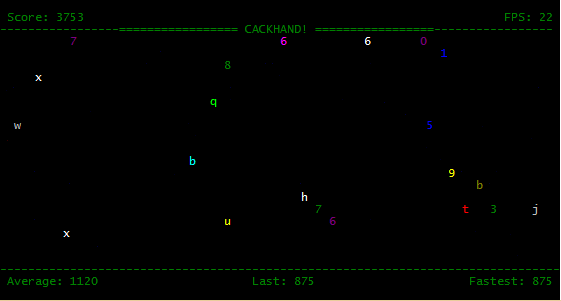 Score: 3753 FPS: 22
-----------------================= CACKHAND! =================-----------------
7 6 6 0
1
8
x
q
w 5
b
9
b
h
7 t 3 j
u 6
x
--------------------------------------------------------------------------------
Average: 1120 Last: 875 Fastest: 875